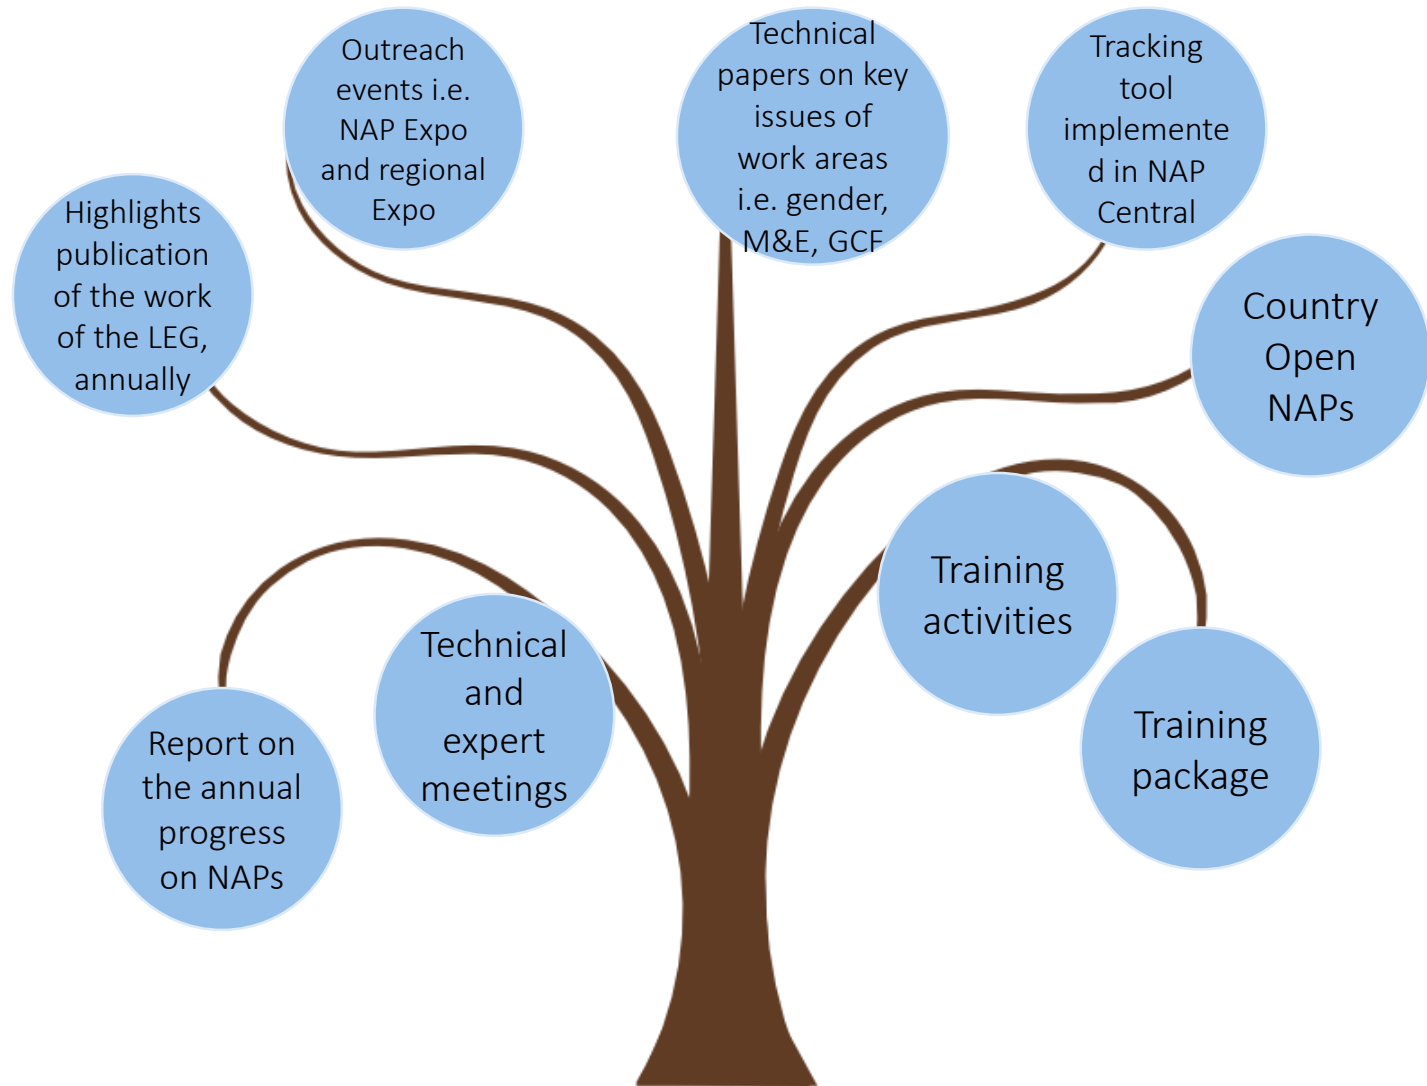 Outreach
events i.e.
NAP Expo
and regional
Expo
Technical
papers on key
issues of
work areas
i.e. gender,
M&E, GCF
Tracking
tool
implemente
d in NAP
Central
Highlights
publication
of the work
of the LEG,
annually
Country
Open
NAPs
Training
activities
Technical
and
expert
meetings
Training
package
Report on
the annual
progress
on NAPs